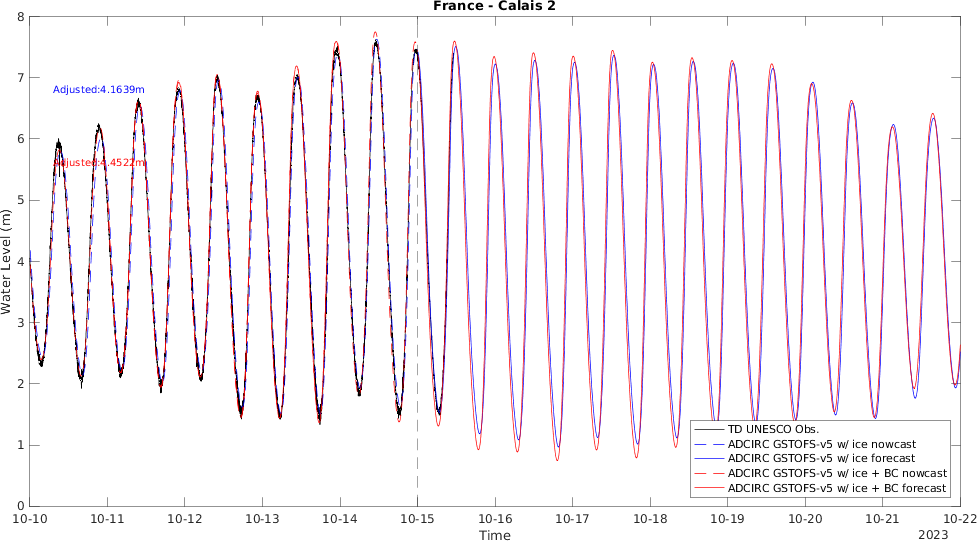 France - Calais 2
Water Level (m)
8
7
6
5
4
3
2
1
0
Adjusted:4.1639m
Adjusted:4.4522m
TD UNESCO Obs.
ADCIRC GSTOFS-v5 w/ ice nowcast
ADCIRC GSTOFS-v5 w/ ice forecast
ADCIRC GSTOFS-v5 w/ ice + BC nowcast
ADCIRC GSTOFS-v5 w/ ice + BC forecast
10-10 10-11 10-12 10-13 10-14 10-15 10-16 10-17 10-18 10-19 10-20 10-21 10-22
Time
2023